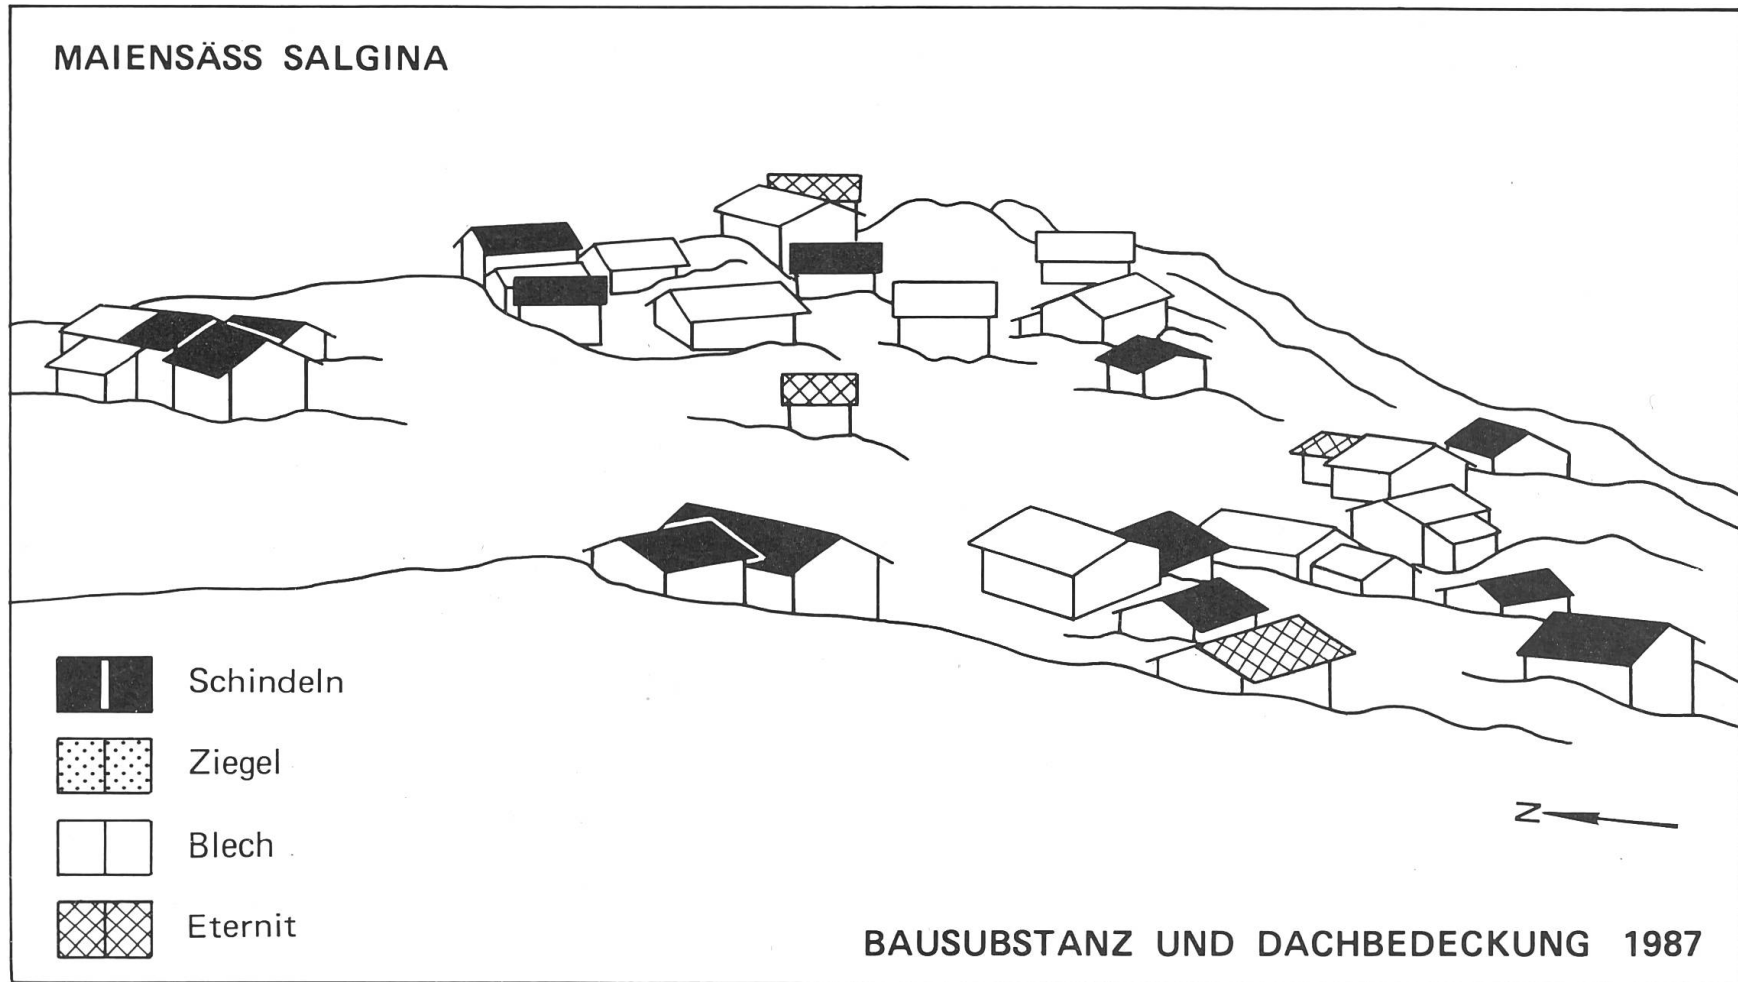 MAIENSÄSS SALGINA
Schindeln
Ziegel
Blech
Eternit
N
BAUSUBSTANZ UND DACHBEDECKUNG 1987